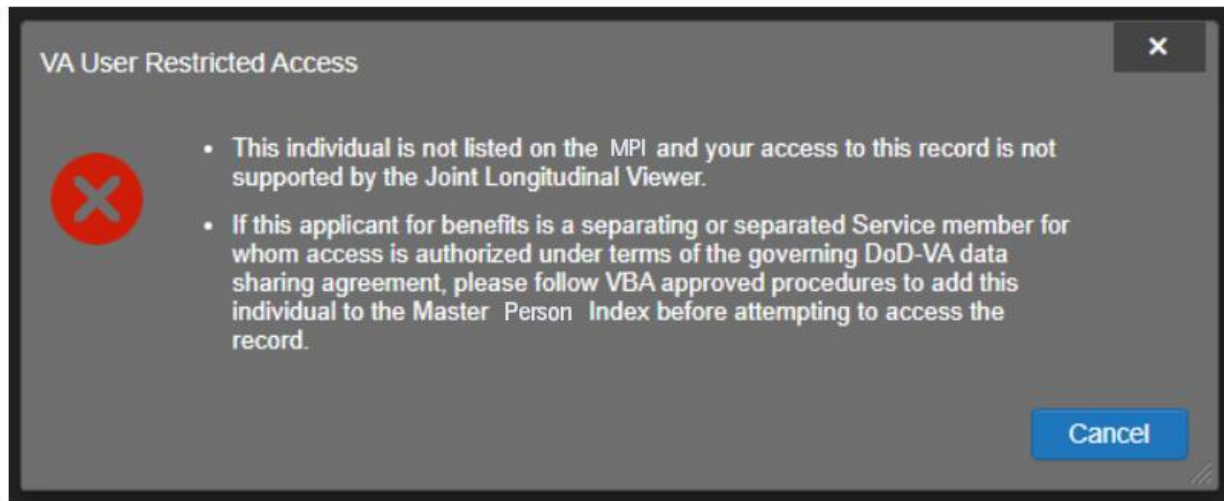 VA User Restricted Access
×
• This individual is not listed on the MPI and your access to this record is not
supported by the Joint Longitudinal Viewer.
• If this applicant for benefits is a separating or separated Service member for
whom access is authorized under terms of the governing DoD-VA data
sharing agreement, please follow VBA approved procedures to add this
individual to the Master Person Index before attempting to access the
record.
Cancel